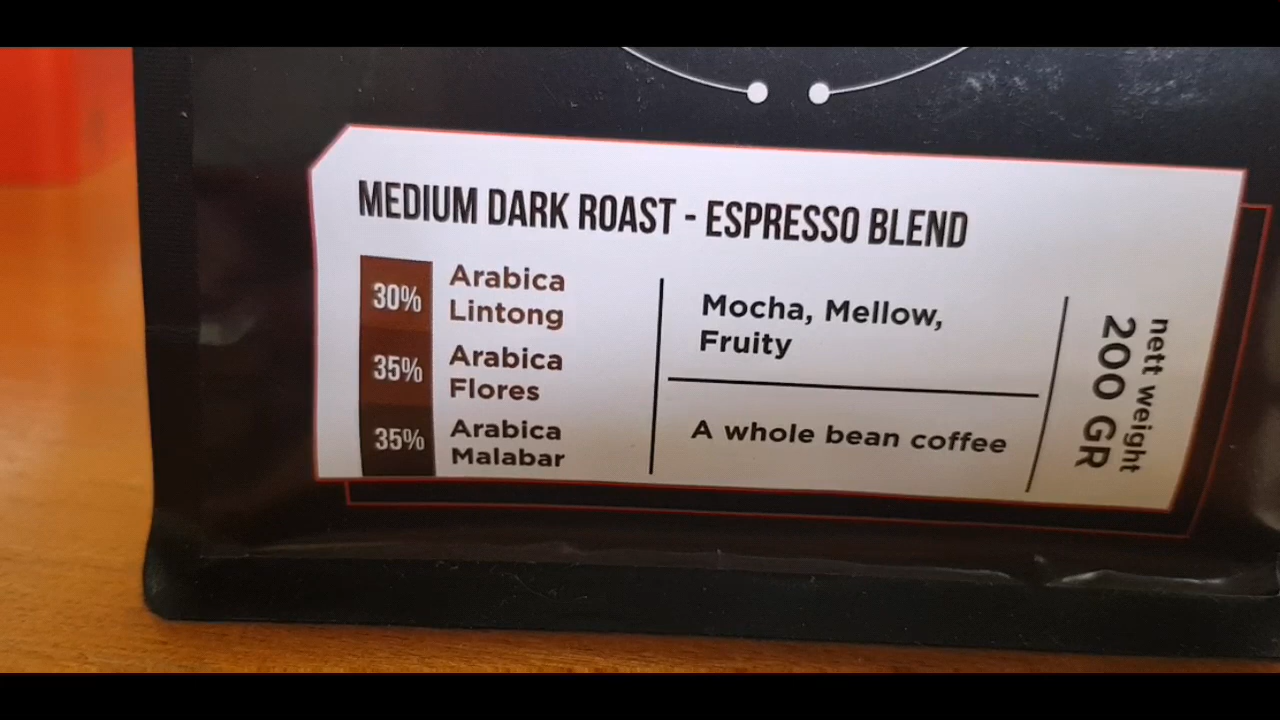 MEDIUM DARK ROAST - ESPRESSO BLEND
30%
Arabica
Lintong
35%
Arabica
Flores
35%
Arabica
Malabar
Mocha, Mellow,
Fruity
A whole bean coffee
nett weight
200 GR